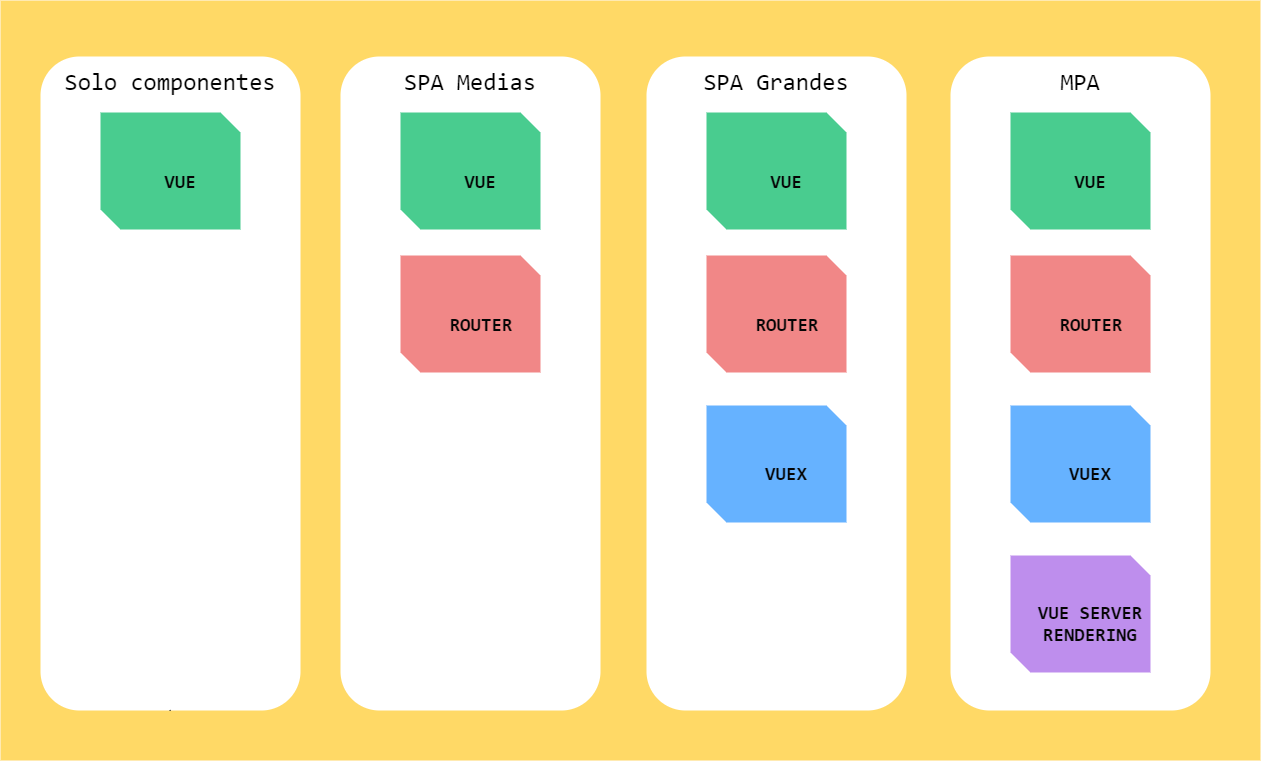 Solo componentes
VUE
SPA Medias
VUE
ROUTER
SPA Grandes
VUE
ROUTER
VUEX
MPA
VUE
ROUTER
VUEX
VUE SERVER
RENDERING